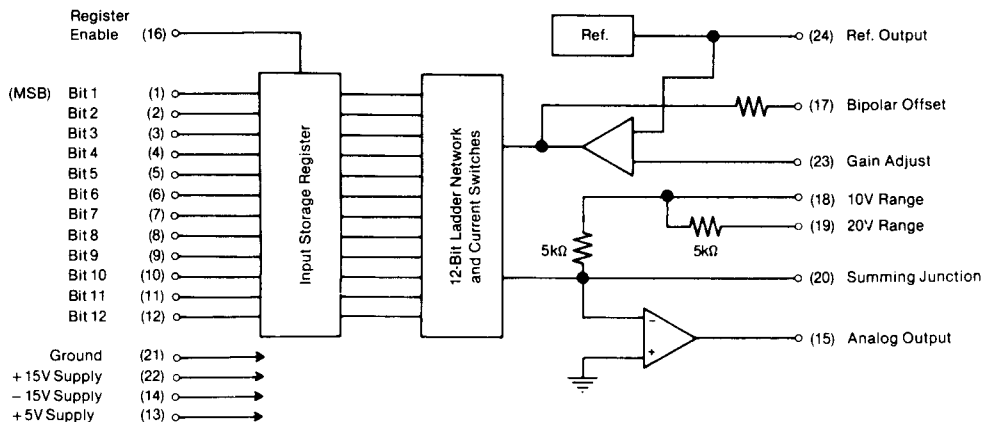 Register
Enable (16)
(MSB) Bit 1 (1)
Bit 2 (2)
Bit 3 (3)
Bit 4 (4)
Bit 5 (5)
Bit 6 (6)
Bit 7 (7)
Bit 8 (8)
Bit 9 (9)
Bit 10 (10)
Bit 11 (11)
Bit 12 (12)
Ground (21)
+ 15V Supply (22)
− 15V Supply (14)
+ 5V Supply (13)
Input Storage Register
12-Bit Ladder Network
and Current Switches
Ref.
(24) Ref. Output
(17) Bipolar Offset
(23) Gain Adjust
(18) 10V Range
(19) 20V Range
5kΩ
5kΩ
(20) Summing Junction
−
+
(15) Analog Output